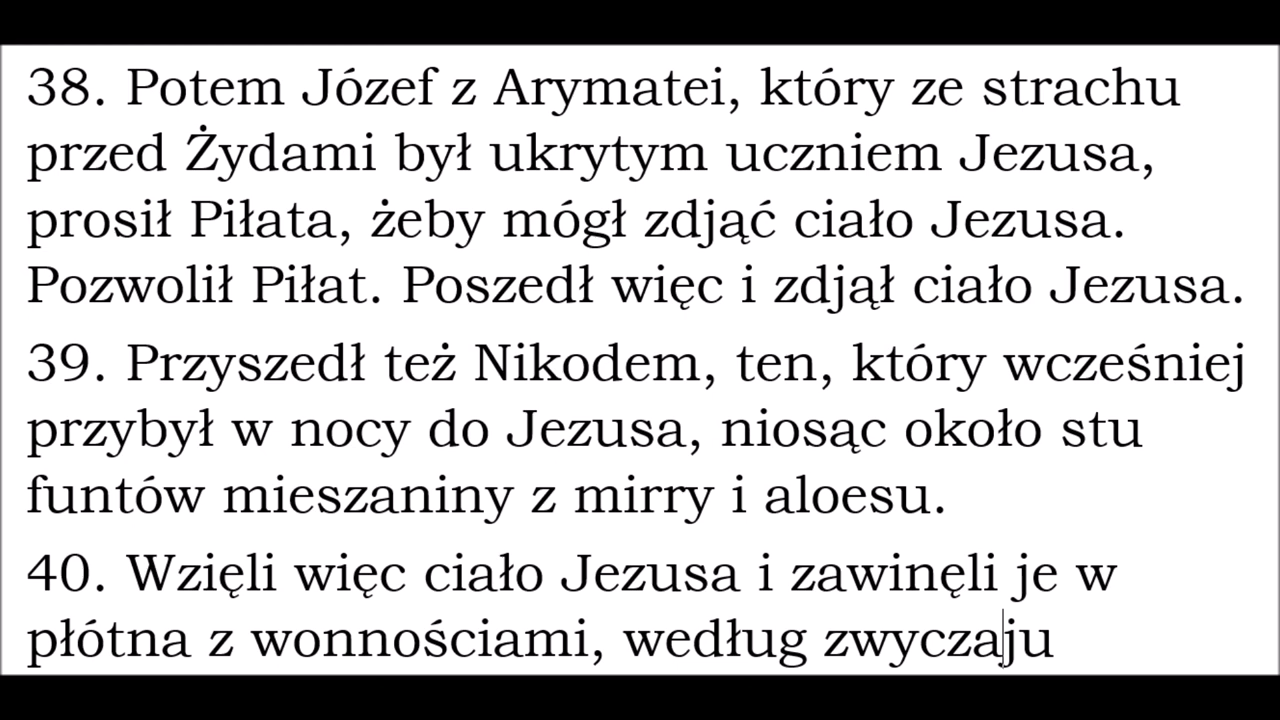 38. Potem Józef z Arymatei, który ze strachu
przed Żydami był ukrytym uczniem Jezusa,
prosił Piłata, żeby mógł zdjąć ciało Jezusa.
Pozwolił Piłat. Poszedł więc i zdjął ciało Jezusa.
39. Przyszedł też Nikodem, ten, który wcześniej
przybył w nocy do Jezusa, niosąc około stu
funtów mieszaniny z mirry i aloesu.
40. Wzięli więc ciało Jezusa i zawinęli je w
płótna z wonnościami, według zwyczaju